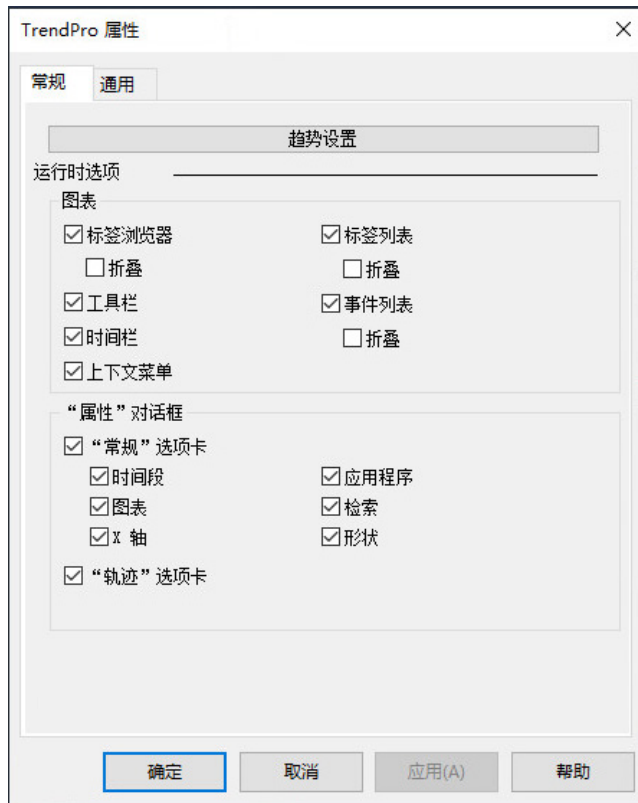 TrendPro 属性
常规
通用
趋势设置
运行时选项
图表
标签浏览器
标签列表
折叠
折叠
工具栏
事件列表
时间栏
折叠
上下文菜单
“属性”对话框
“常规”选项卡
时间段
应用程序
图表
检索
X 轴
形状
“轨迹”选项卡
确定
取消
应用(A)
帮助